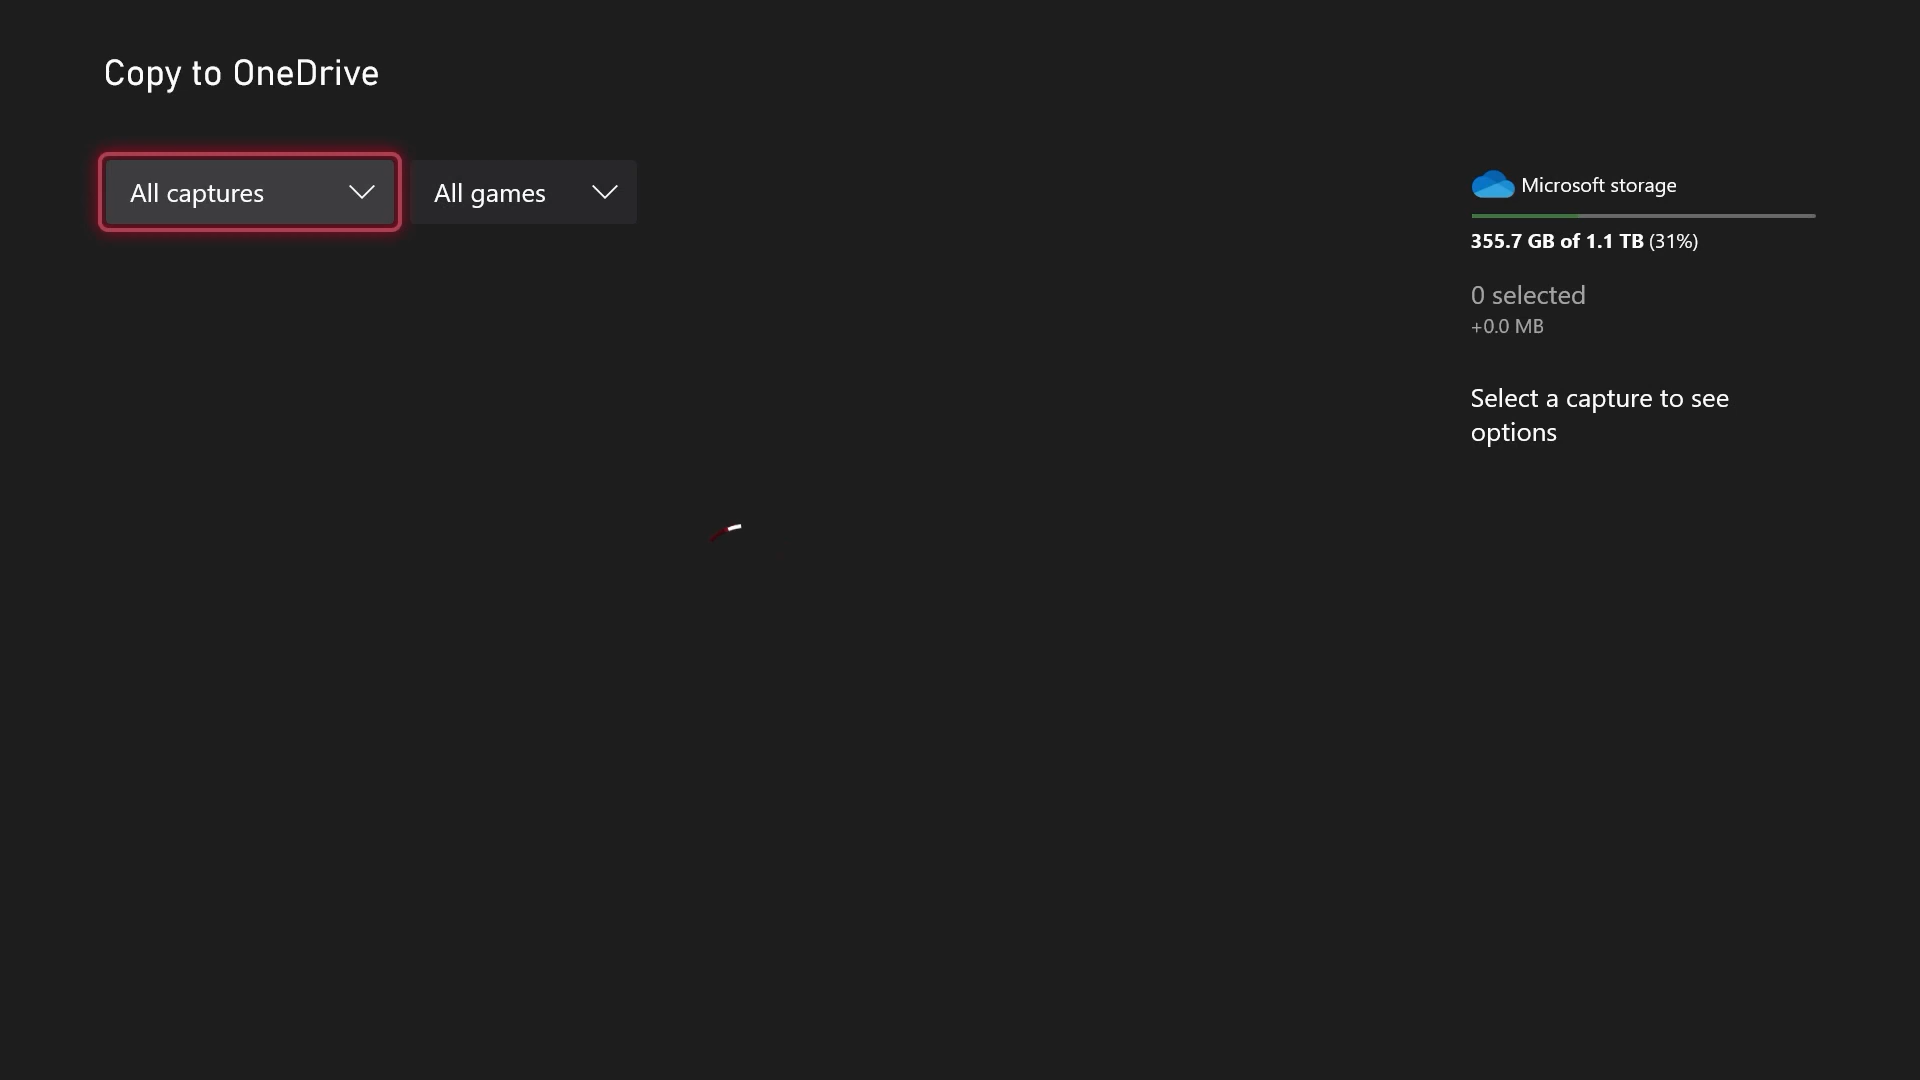 Copy to OneDrive
All captures
All games
Microsoft storage
355.7 GB of 1.1 TB (31%)
0 selected
+0.0 MB
Select a capture to see
options